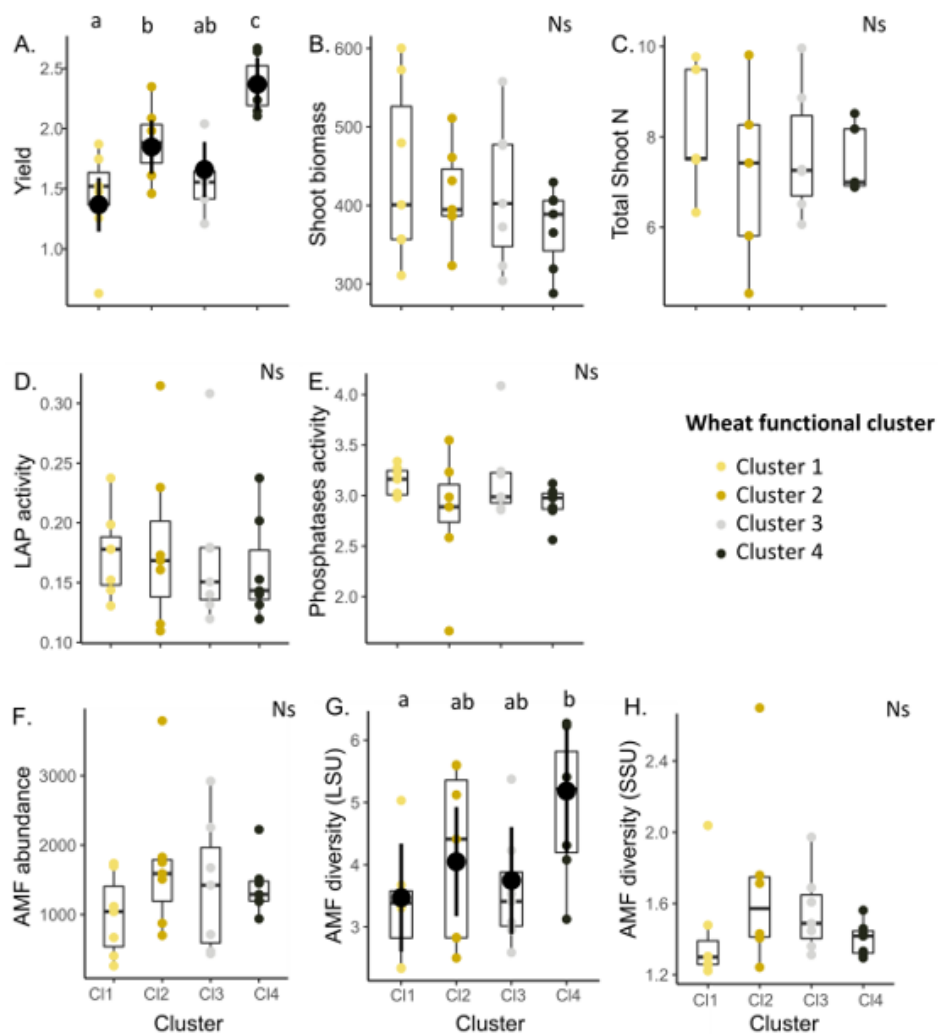 a b ab c
A.
2.5
2.0
1.5
1.0
Yield
Ns
B.
600
500
400
300
Shoot biomass
Ns
C.
10
8
6
Total Shoot N
Ns
D.
0.30
0.25
0.20
0.15
0.10
LAP activity
Ns
E.
4.0
3.5
3.0
2.5
2.0
Phosphatases activity
Wheat functional cluster
Cluster 1
Cluster 2
Cluster 3
Cluster 4
Ns
F.
3000
2000
1000
AMF abundance
Cl1 Cl2 Cl3 Cl4
Cluster
a ab ab b
G.
6
5
4
3
AMF diversity (LSU)
Cl1 Cl2 Cl3 Cl4
Cluster
Ns
H.
2.4
2.0
1.6
1.2
AMF diversity (SSU)
Cl1 Cl2 Cl3 Cl4
Cluster